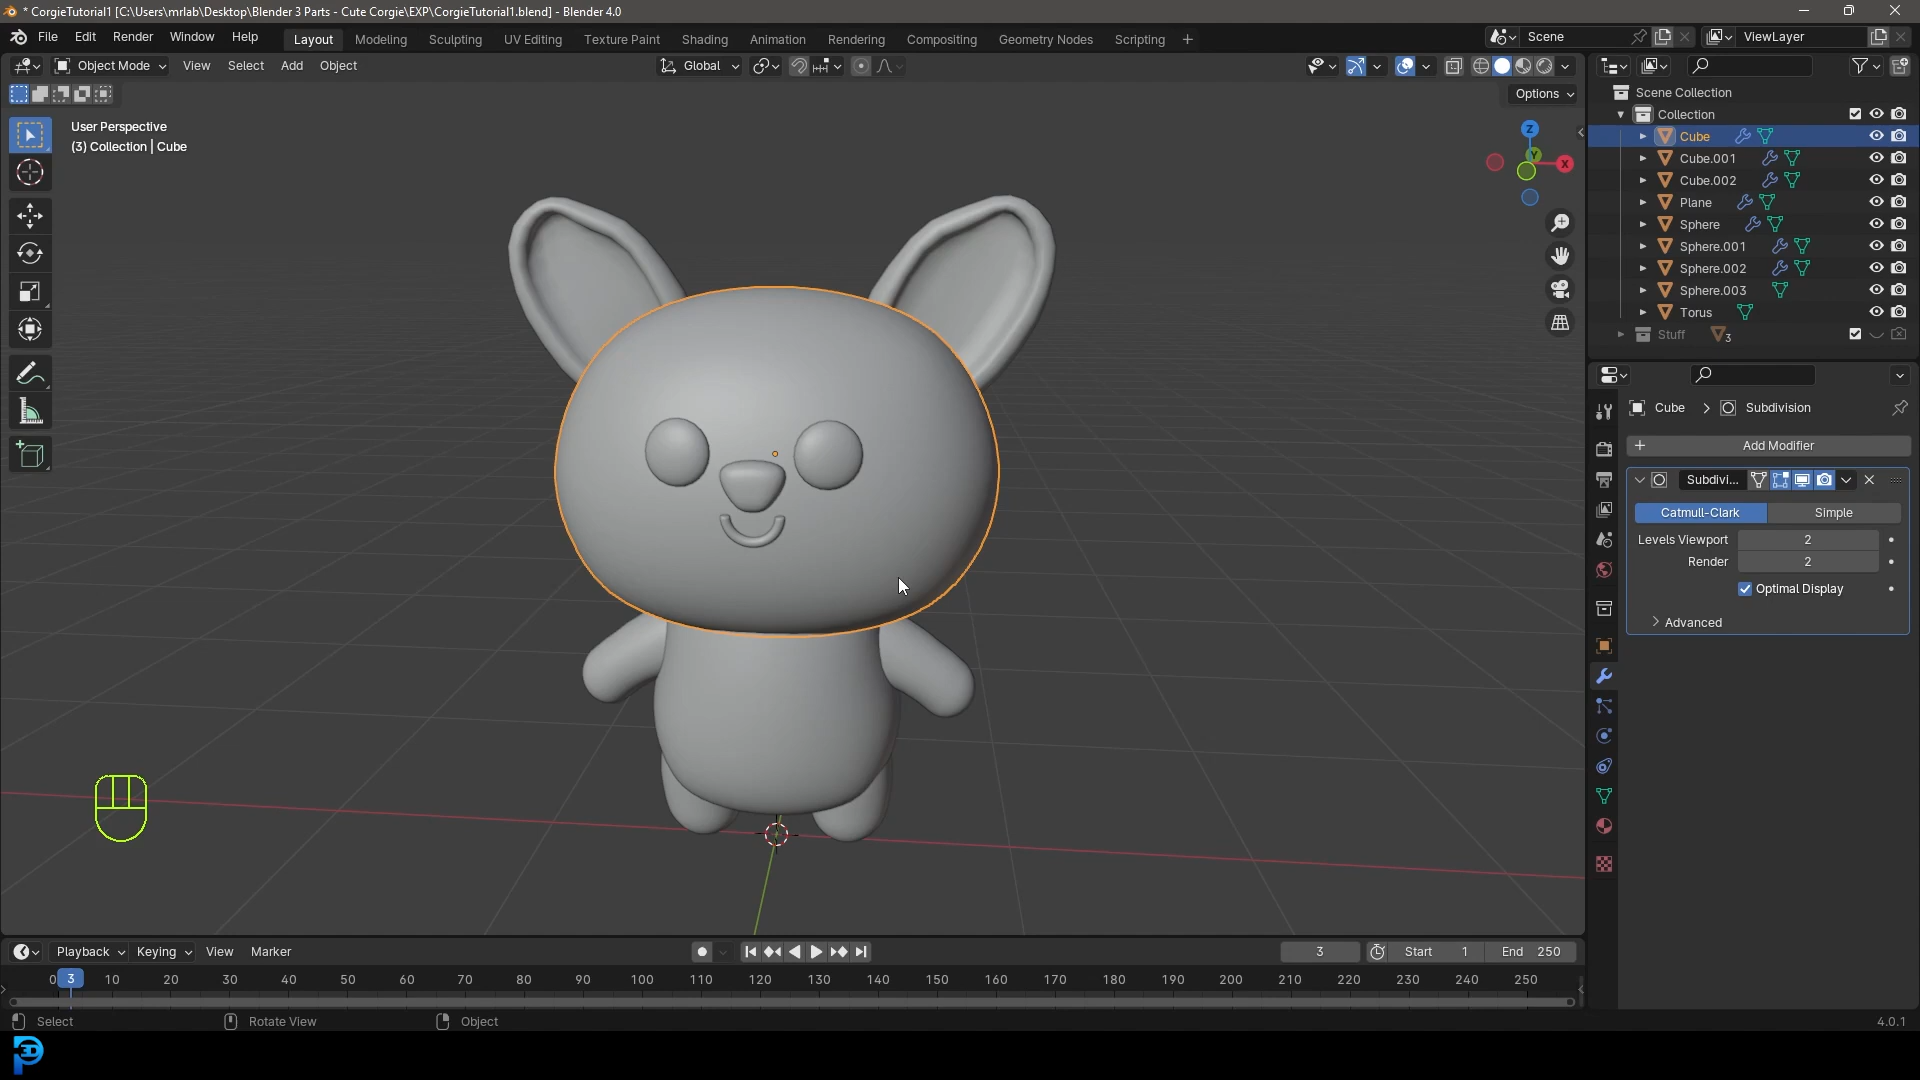 * CorgieTutorial1 [C:\Users\mrlab\Desktop\Blender 3 Parts - Cute Corgie\EXP\CorgieTutorial1.blend] - Blender 4.0
File Edit Render Window Help Layout Modeling Sculpting UV Editing Texture Paint Shading Animation Rendering Compositing Geometry Nodes Scripting + Scene ViewLayer
Object Mode View Select Add Object Global
Options
User Perspective
(3) Collection | Cube
Z
Y
X
Scene Collection
Collection
Cube
Cube.001
Cube.002
Plane
Sphere
Sphere.001
Sphere.002
Sphere.003
Torus
Stuff 3
Cube > Subdivision
+ Add Modifier
Subdivi...
Catmull-Clark Simple
Levels Viewport 2
Render 2
Optimal Display
Advanced
Playback Keying View Marker 3 Start 1 End 250
0 3 10 20 30 40 50 60 70 80 90 100 110 120 130 140 150 160 170 180 190 200 210 220 230 240 250
Select Rotate View Object 4.0.1